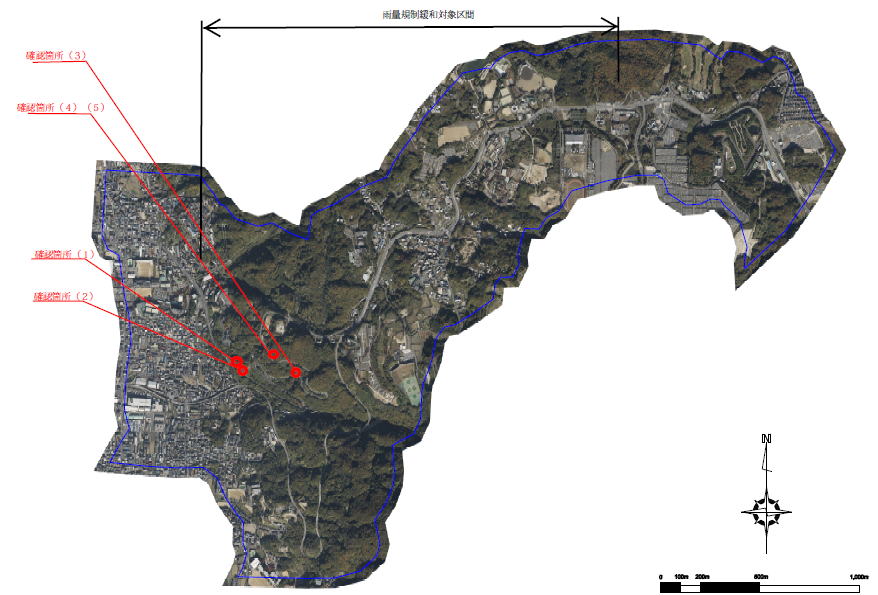 雨量規制緩和対象区間
確認箇所（３）
確認箇所（４）（５）
確認箇所（１）
確認箇所（２）
N
0 100m 200m 500m 1,000m